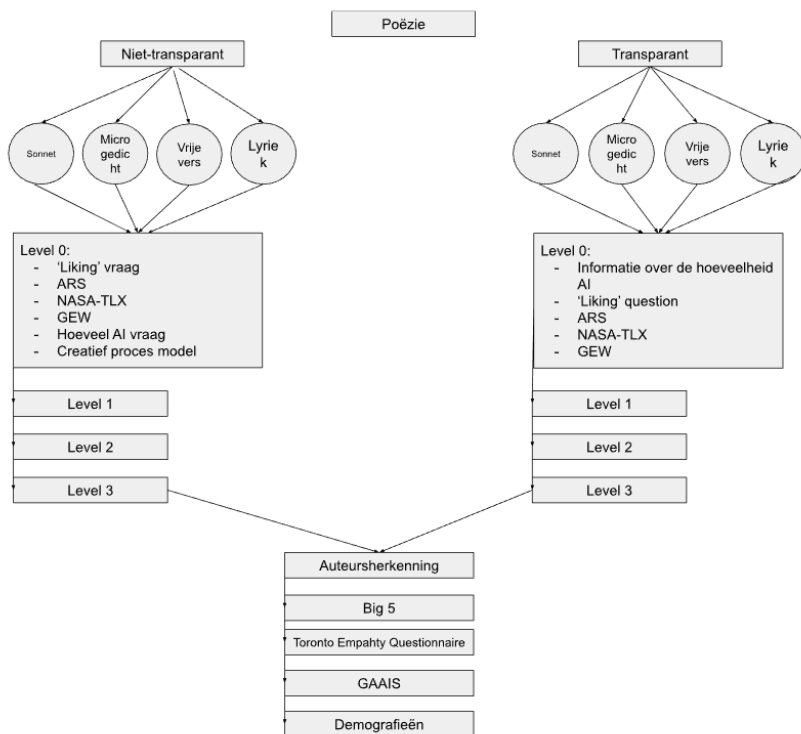 Poëzie
Niet-transparant
Transparant
Sonnet
Micro
gedic
ht
Vrije
vers
Lyrie
k
Sonnet
Micro
gedic
ht
Vrije
vers
Lyrie
k
Level 0:
- ‘Liking’ vraag
- ARS
- NASA-TLX
- GEW
- Hoeveel AI vraag
- Creatief proces model
Level 0:
- Informatie over de hoeveelheid
AI
- ‘Liking’ question
- ARS
- NASA-TLX
- GEW
Level 1
Level 2
Level 3
Level 1
Level 2
Level 3
Auteursherkenning
Big 5
Toronto Empahty Questionnaire
GAAIS
Demografieën